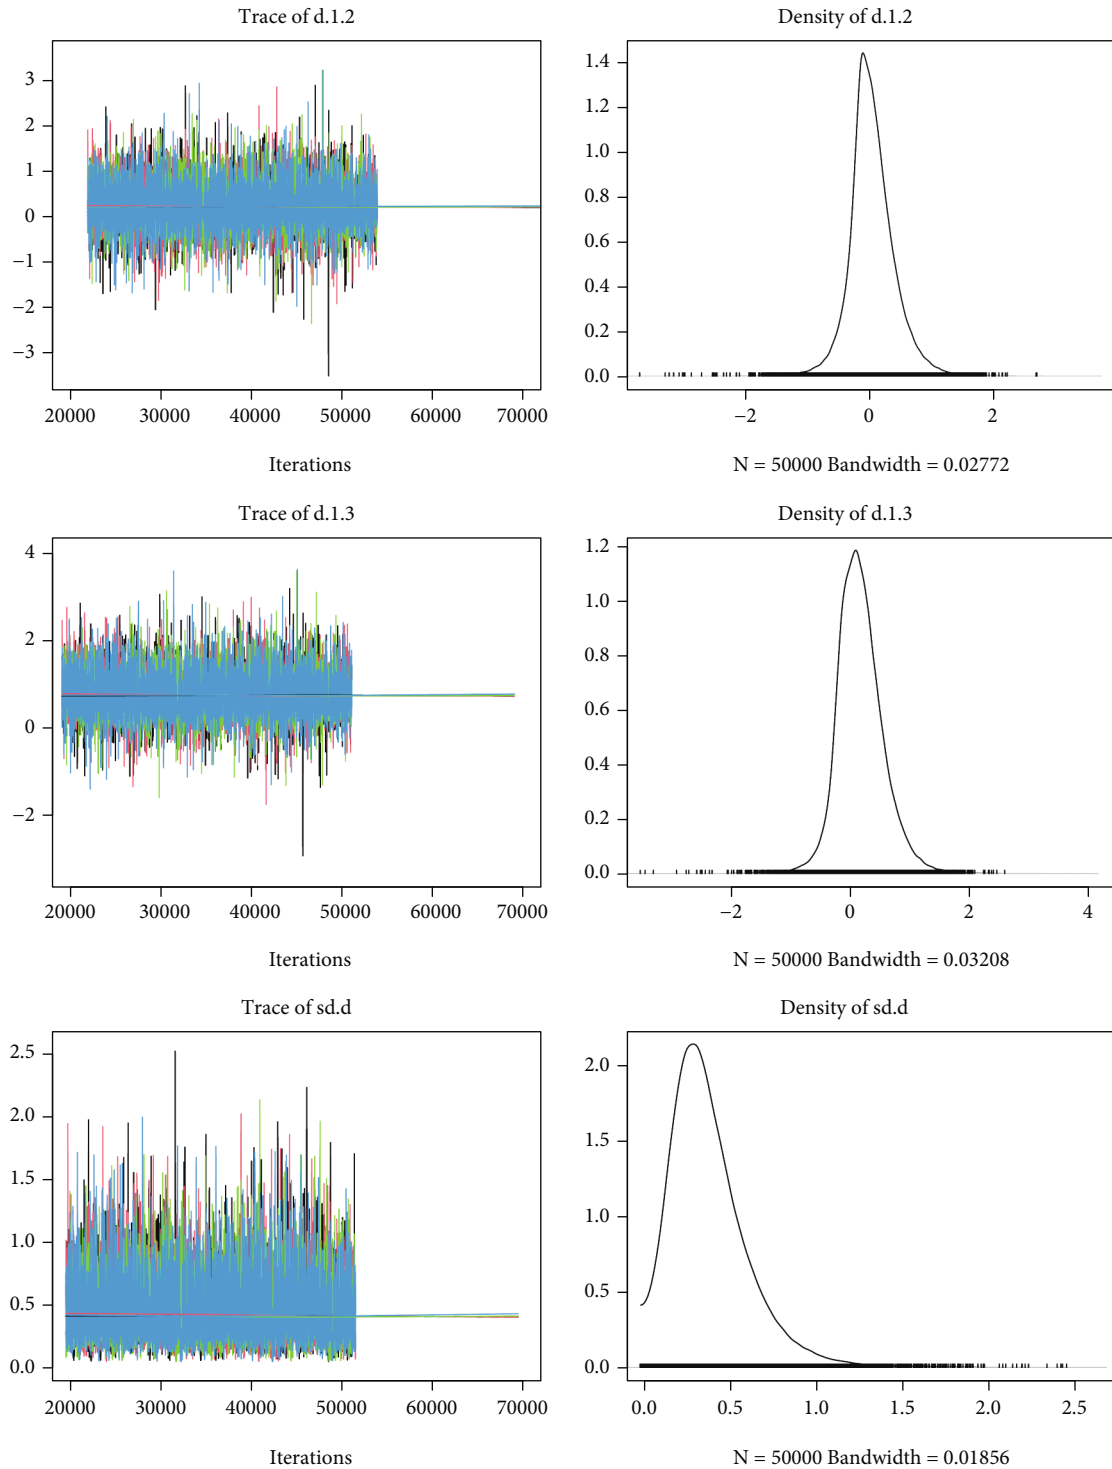 Trace of d.1.2
Density of d.1.2
3
2
1
0
−1
−2
−3
20000 30000 40000 50000 60000 70000
Iterations
1.4
1.2
1.0
0.8
0.6
0.4
0.2
0.0
−2 0 2
N = 50000 Bandwidth = 0.02772
Trace of d.1.3
Density of d.1.3
4
2
0
−2
20000 30000 40000 50000 60000 70000
Iterations
1.2
1.0
0.8
0.6
0.4
0.2
0.0
−2 0 2 4
N = 50000 Bandwidth = 0.03208
Trace of sd.d
Density of sd.d
2.5
2.0
1.5
1.0
0.5
0.0
20000 30000 40000 50000 60000 70000
Iterations
2.0
1.5
1.0
0.5
0.0
0.0 0.5 1.0 1.5 2.0 2.5
N = 50000 Bandwidth = 0.01856